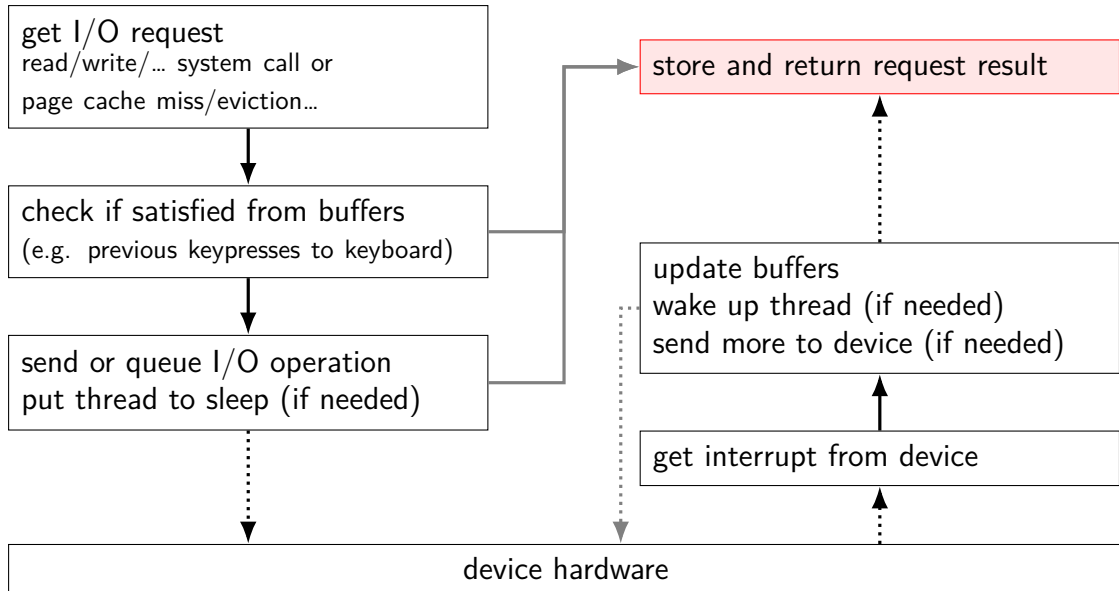 get I/O request
read/write/… system call or
page cache miss/eviction…
check if satisfied from buffers
(e.g. previous keypresses to keyboard)
send or queue I/O operation
put thread to sleep (if needed)
store and return request result
update buffers
wake up thread (if needed)
send more to device (if needed)
get interrupt from device
device hardware